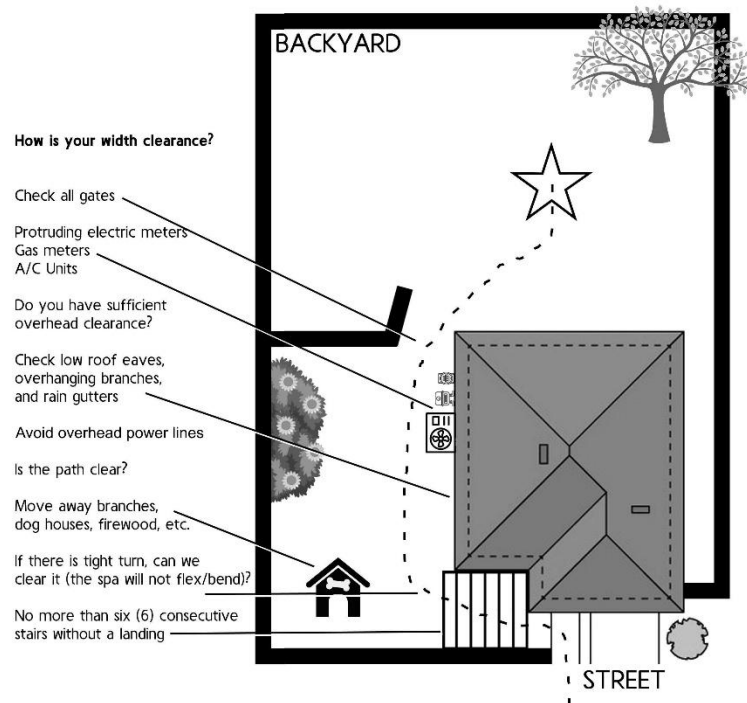 BACKYARD
How is your width clearance?
Check all gates
Protruding electric meters
Gas meters
A/C Units
Do you have sufficient
overhead clearance?
Check low roof eaves,
overhanging branches,
and rain gutters
Avoid overhead power lines
Is the path clear?
Move away branches,
dog houses, firewood, etc.
If there is tight turn, can we
clear it (the spa will not flex/bend)?
No more than six (6) consecutive
stairs without a landing
STREET